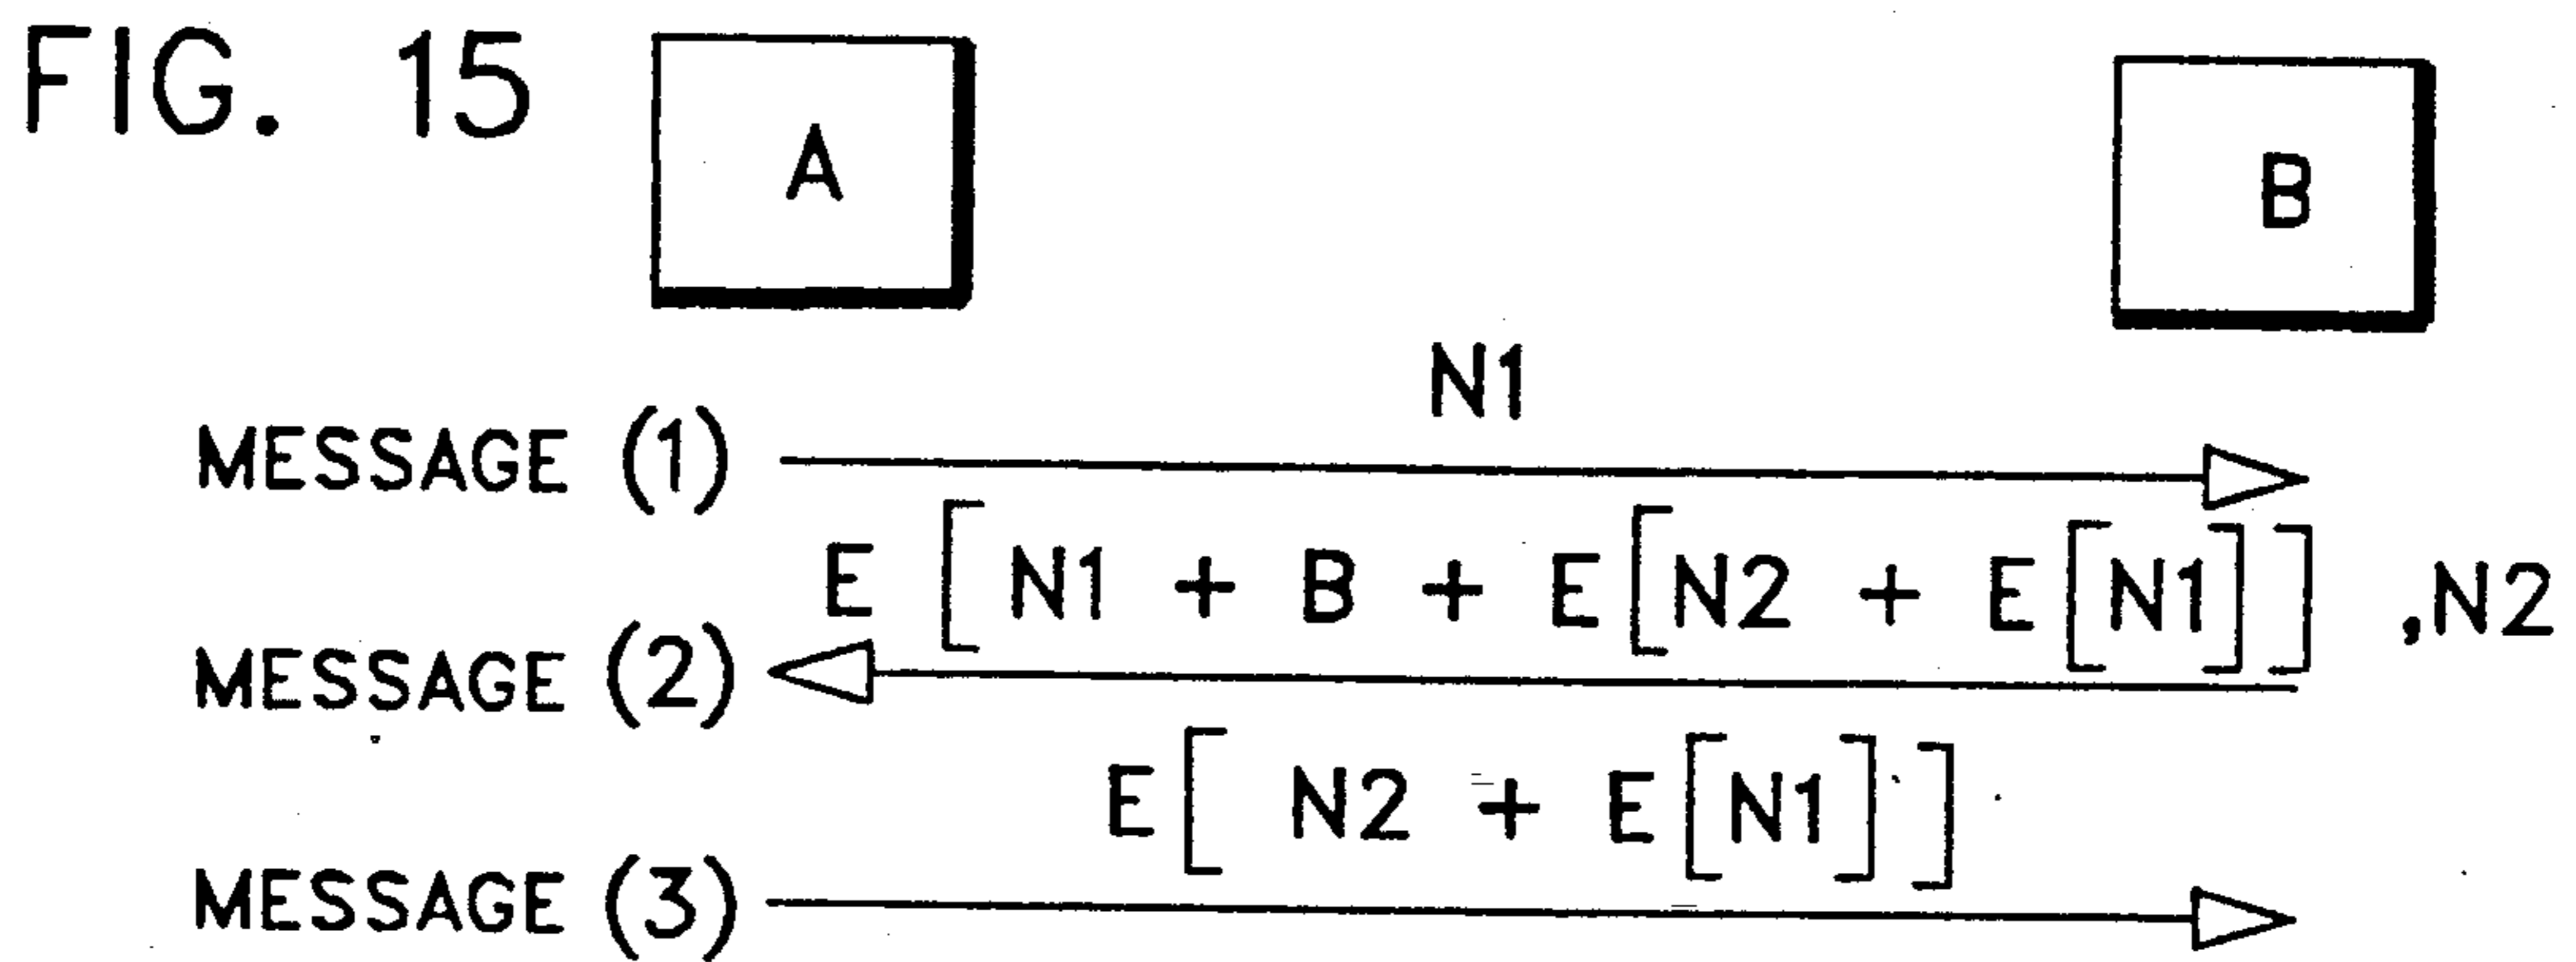 FIG. 15
A
B
N1
MESSAGE (1)
E [ N1 + B + E[N2 + E[N1]] ,N2
MESSAGE (2)
E[ N2 + E[N1]]
MESSAGE (3)